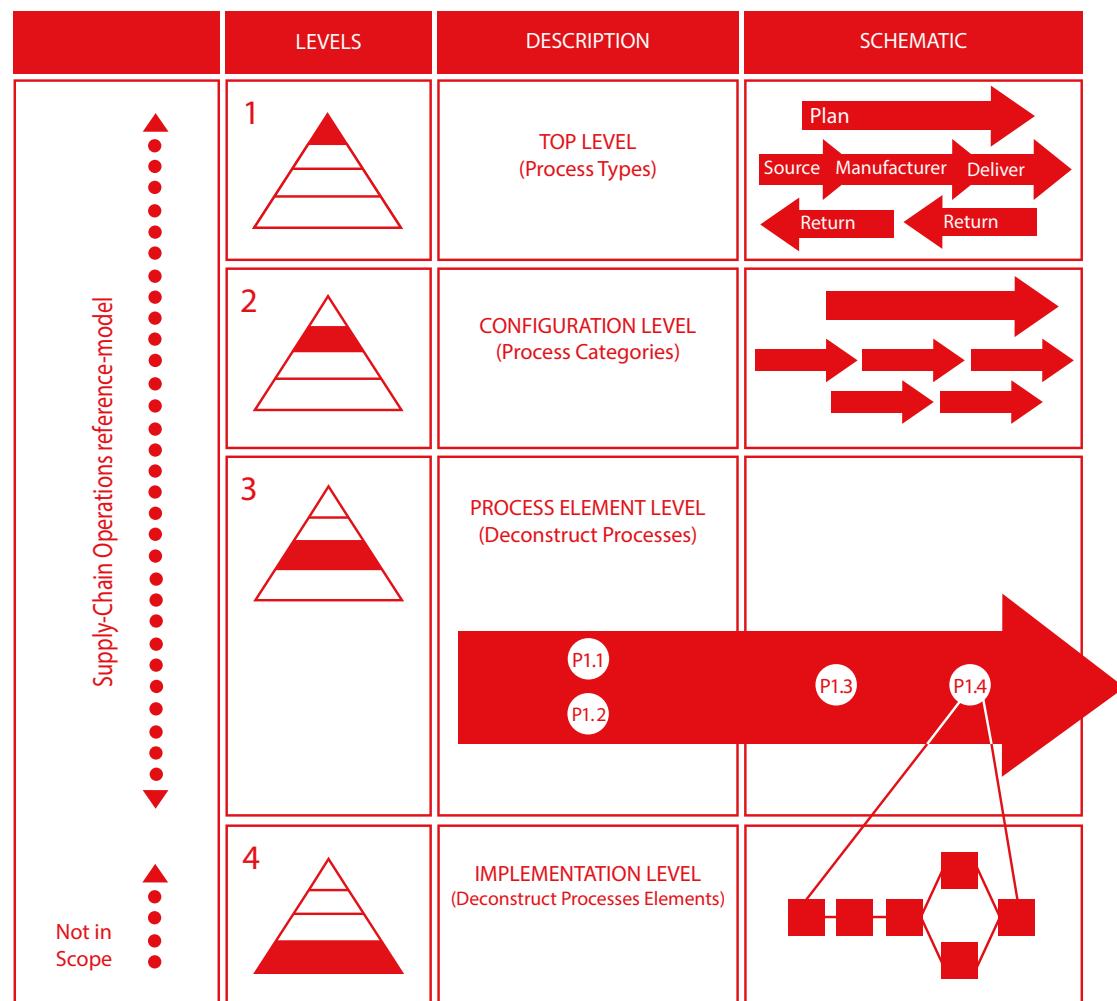 LEVELS
DESCRIPTION
SCHEMATIC
Supply-Chain Operations reference-model
1
TOP LEVEL
(Process Types)
Plan
Source
Manufacturer
Deliver
Return
Return
2
CONFIGURATION LEVEL
(Process Categories)
3
PROCESS ELEMENT LEVEL
(Deconstruct Processes)
P1.1
P1.2
P1.3
P1.4
Not in
Scope
4
IMPLEMENTATION LEVEL
(Deconstruct Processes Elements)